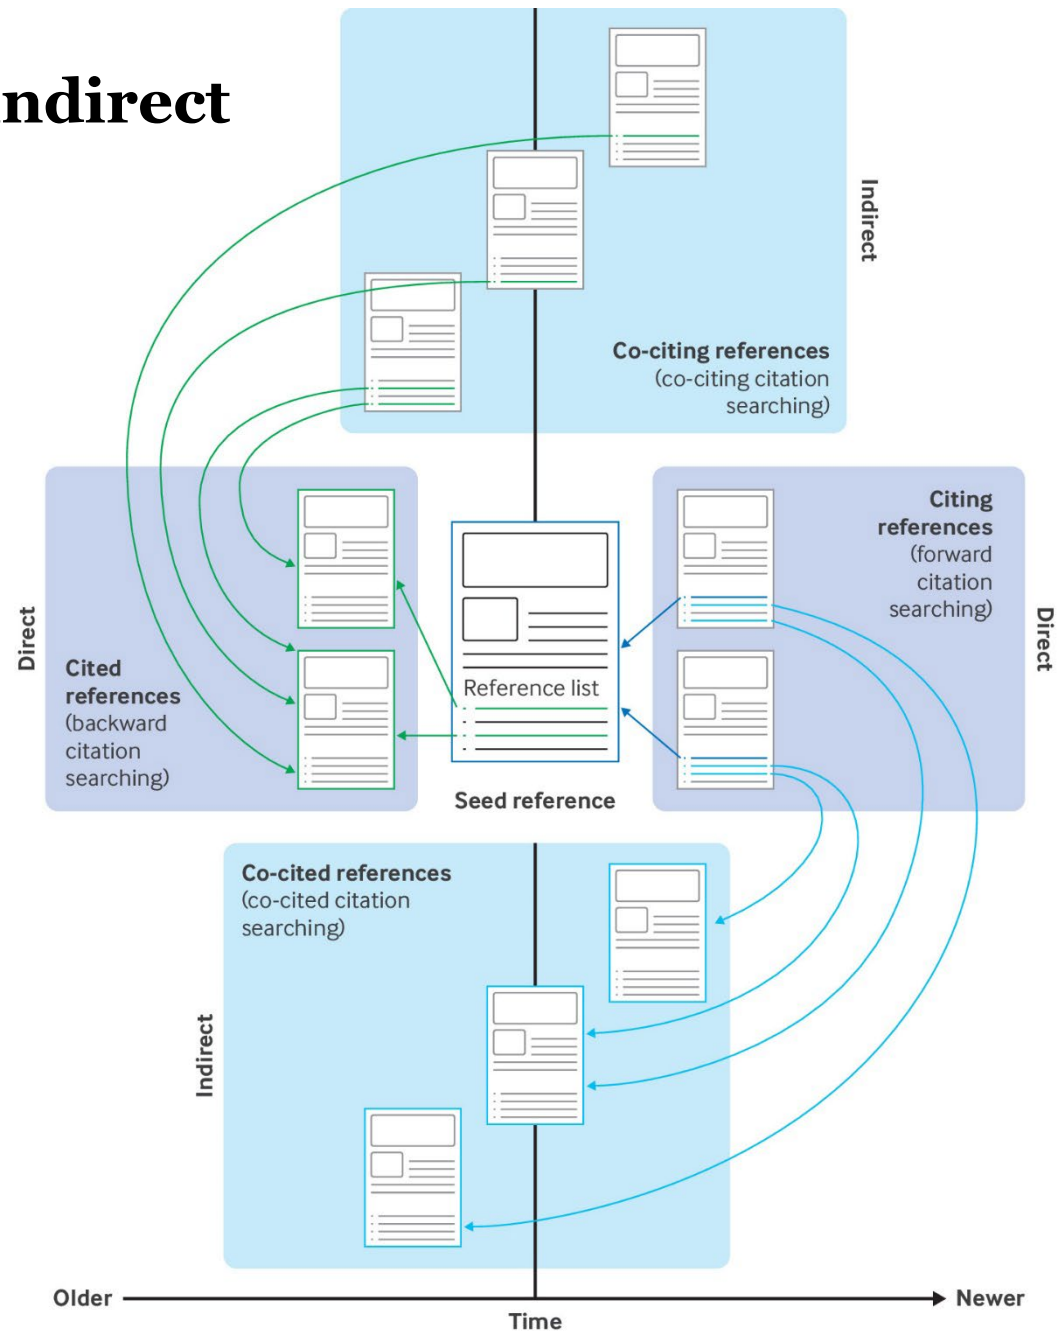 ndirect
Indirect
Co-citing references
(co-citing citation
searching)
Citing
references
(forward
citation
searching)
Direct
Direct
Cited
references
(backward
citation
searching)
Reference list
Seed reference
Co-cited references
(co-cited citation
searching)
Indirect
Older
Newer
Time